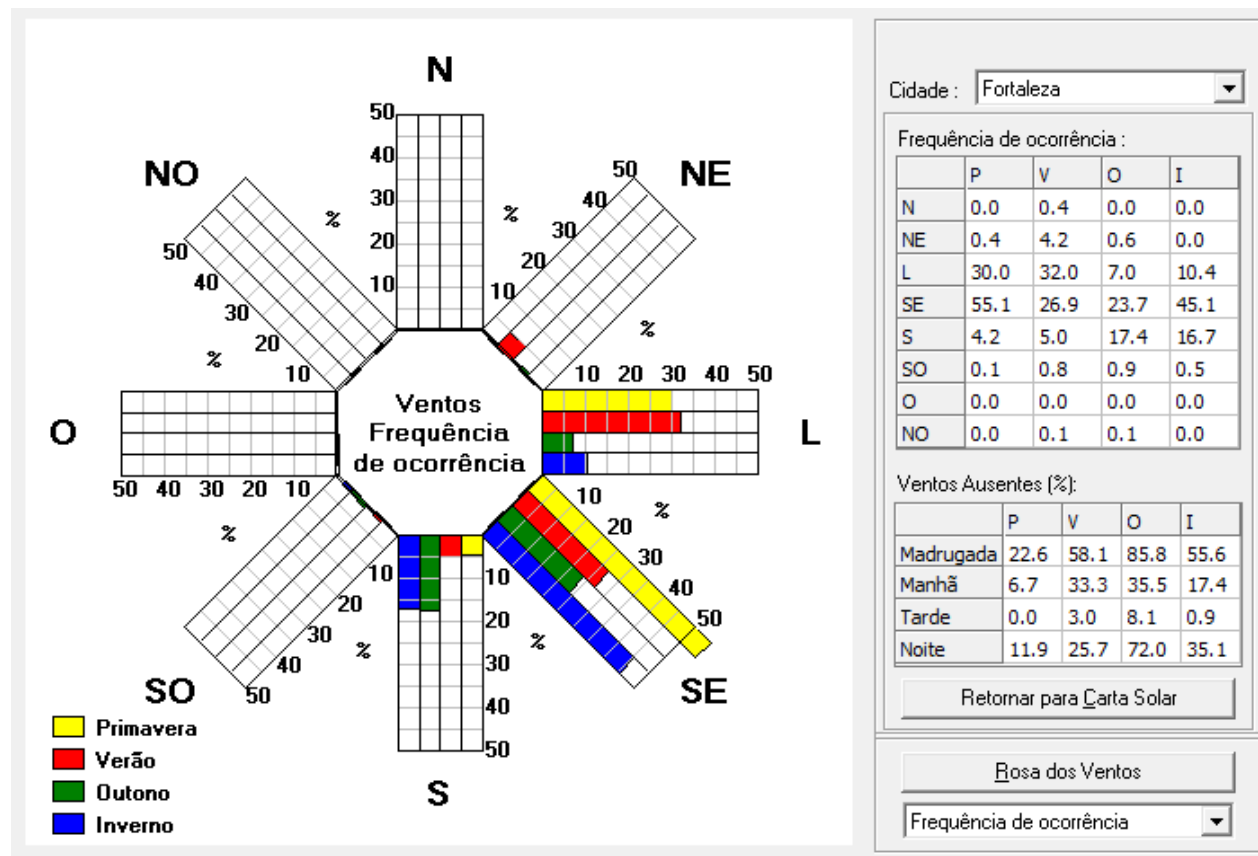 N
NO
NE
50
40
30
20
10
%
%
50
40
30
20
10
50
40
30
20
10
%
%
10 20 30 40 50
Ventos
Frequência
de ocorrência
O
L
50 40 30 20 10
%
%
10
20
30
40
50
10
20
30
40
50
%
%
10
20
30
40
50
SO
SE
S
Primavera
Verão
Outono
Inverno
Cidade : Fortaleza
Frequência de ocorrência :
P V O I
N 0.0 0.4 0.0 0.0
NE 0.4 4.2 0.6 0.0
L 30.0 32.0 7.0 10.4
SE 55.1 26.9 23.7 45.1
S 4.2 5.0 17.4 16.7
SO 0.1 0.8 0.9 0.5
O 0.0 0.0 0.0 0.0
NO 0.0 0.1 0.1 0.0
Ventos Ausentes (%):
P V O I
Madrugada 22.6 58.1 85.8 55.6
Manhã 6.7 33.3 35.5 17.4
Tarde 0.0 3.0 8.1 0.9
Noite 11.9 25.7 72.0 35.1
Retornar para Carta Solar
Rosa dos Ventos
Frequência de ocorrência